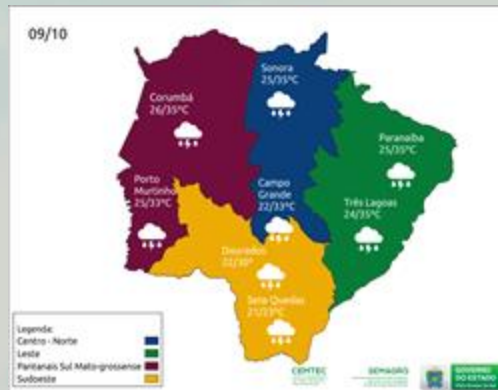 09/10
Sonora
25/35°C
Corumbá
26/35°C
Paranaíba
25/35°C
Porto
Murtinho
25/33°C
Campo
Grande
22/33°C
Três Lagoas
24/35°C
Dourados
22/30°
Sete Quedas
21/23°C
Legenda:
Centro - Norte
Leste
Pantanais Sul Mato-grossense
Sudoeste
CEMTEC
SEMAGRO
GOVERNO
DO ESTADO